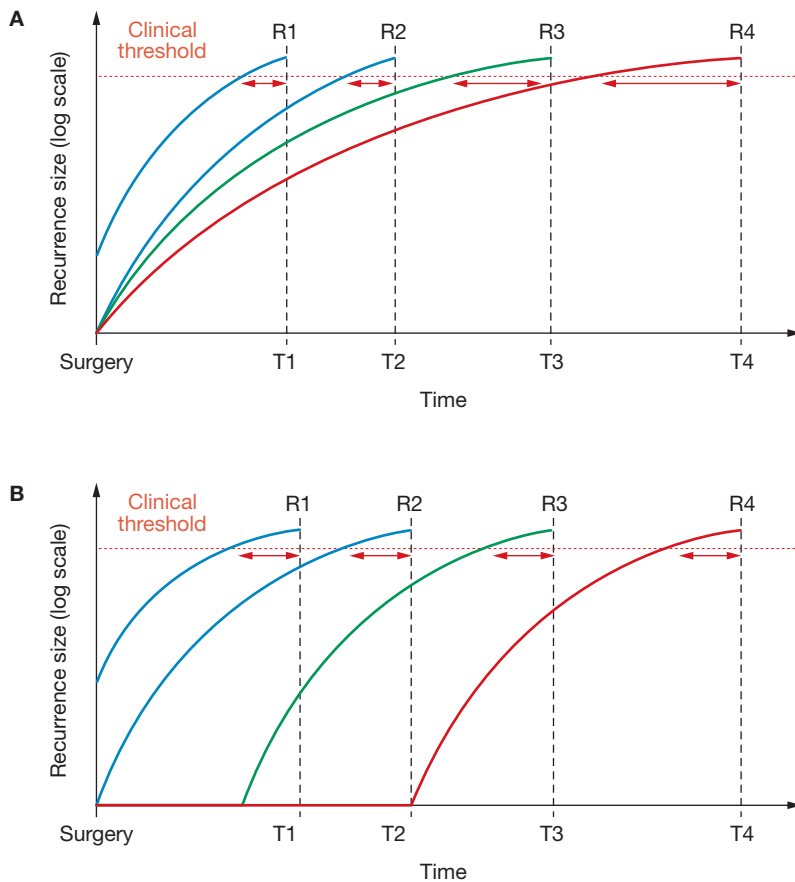 A
Clinical
threshold
R1 R2 R3 R4
Recurrence size (log scale)
Surgery T1 T2 T3 T4
Time
B
Clinical
threshold
R1 R2 R3 R4
Recurrence size (log scale)
Surgery T1 T2 T3 T4
Time